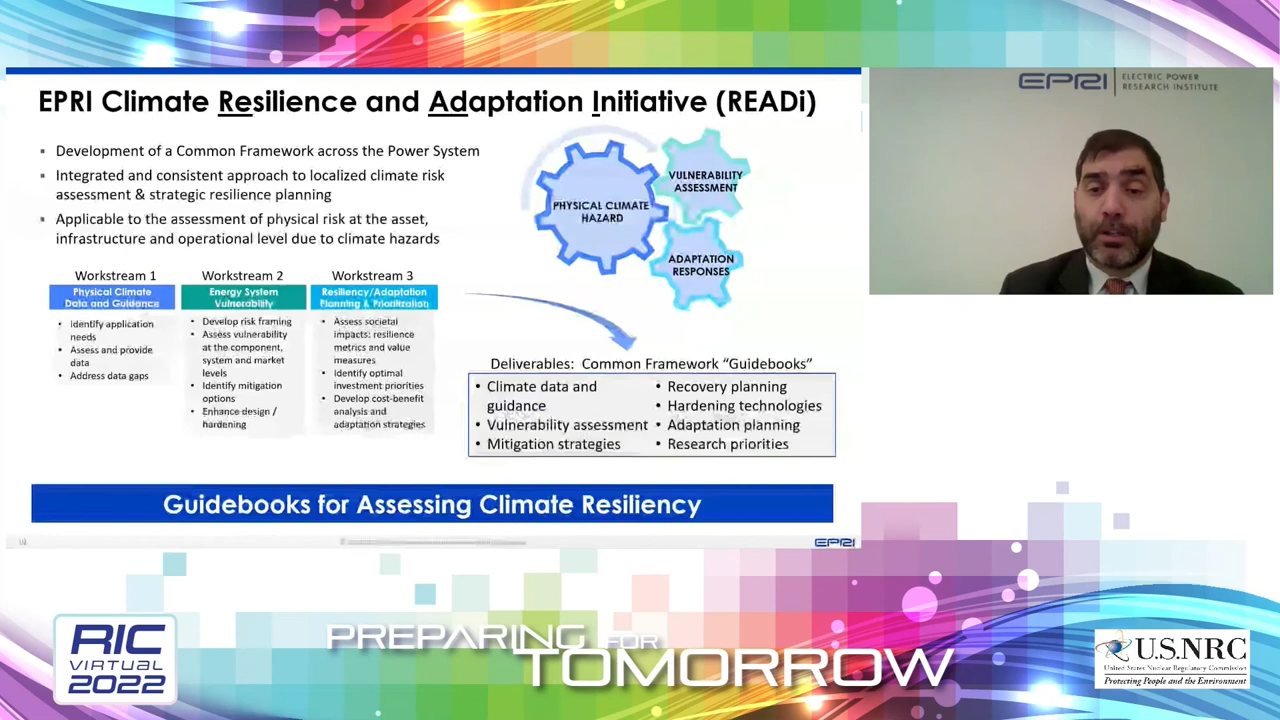 EPRI Climate Resilience and Adaptation Initiative (READi)
▪ Development of a Common Framework across the Power System
▪ Integrated and consistent approach to localized climate risk
assessment & strategic resilience planning
▪ Applicable to the assessment of physical risk at the asset,
infrastructure and operational level due to climate hazards
PHYSICAL CLIMATE
HAZARD
VULNERABILITY
ASSESSMENT
ADAPTATION
RESPONSES
Workstream 1
Physical Climate
Data and Guidance
• Identify application
needs
• Assess and provide
data
• Address data gaps
Workstream 2
Energy System
Vulnerability
• Develop risk framing
• Assess vulnerability
at the component,
system and market
levels
• Identify mitigation
options
• Enhance design /
hardening
Workstream 3
Resiliency/Adaptation
Planning & Prioritization
• Assess societal
impacts: resilience
metrics and value
measures
• Identify optimal
investment priorities
• Develop cost-benefit
analysis and
adaptation strategies
Deliverables: Common Framework “Guidebooks”
• Climate data and
guidance
• Vulnerability assessment
• Mitigation strategies
• Recovery planning
• Hardening technologies
• Adaptation planning
• Research priorities
Guidebooks for Assessing Climate Resiliency
EPRI
EPRI
ELECTRIC POWER
RESEARCH INSTITUTE
RIC
VIRTUAL
2022
PREPARING FOR
TOMORROW
U.S.NRC
United States Nuclear Regulatory Commission
Protecting People and the Environment